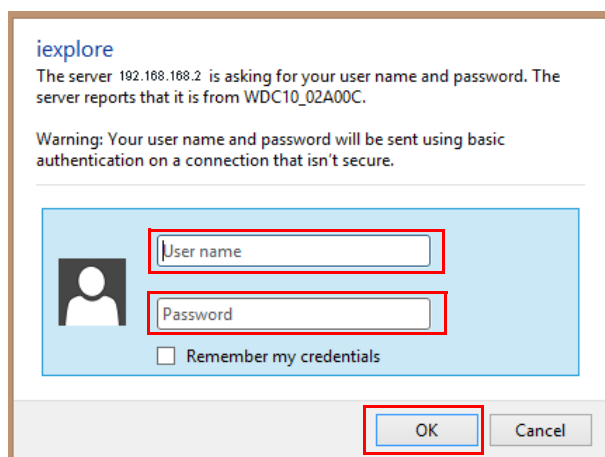 iexplore
The server 192.168.168.2 is asking for your user name and password. The
server reports that it is from WDC10_02A00C.
Warning: Your user name and password will be sent using basic
authentication on a connection that isn't secure.
User name
Password
Remember my credentials
OK
Cancel